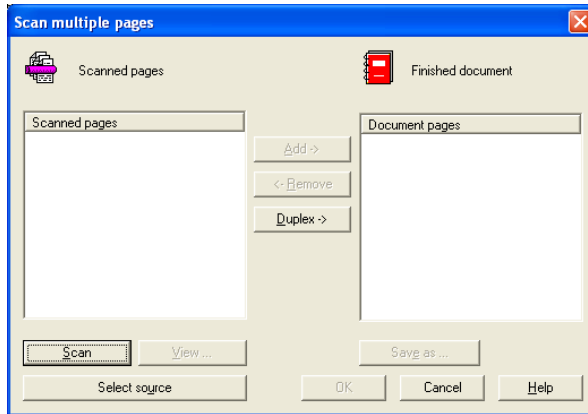 Scan multiple pages
Scanned pages
Finished document
Scanned pages
Document pages
Add ->
<- Remove
Duplex ->
Scan
View ...
Save as ...
Select source
OK
Cancel
Help